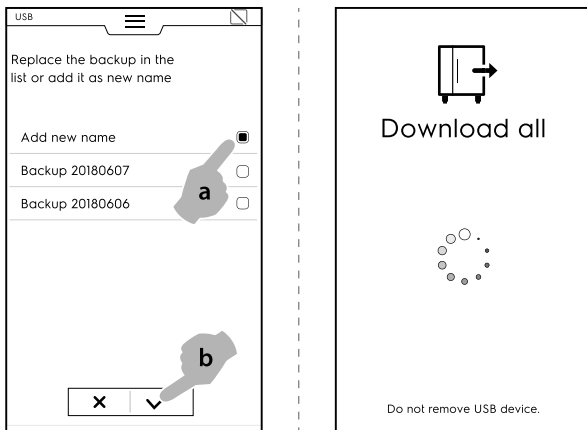 USB
Replace the backup in the
list or add it as new name
Add new name
Backup 20180607
Backup 20180606
a
b
Download all
Do not remove USB device.